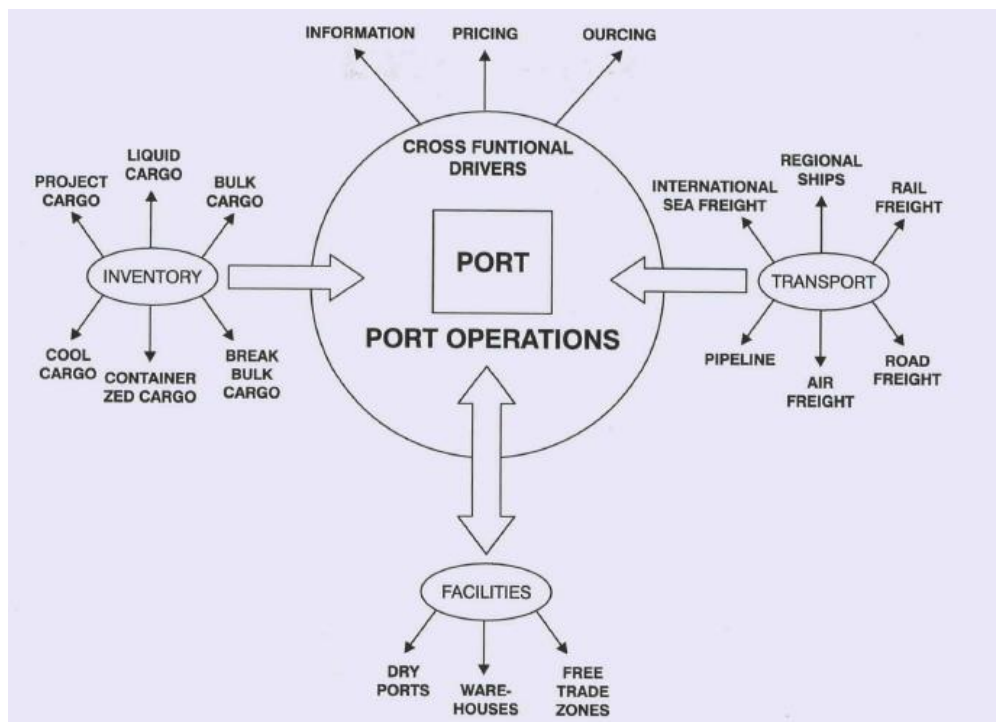 INFORMATION
PRICING
OURCING
CROSS FUNTIONAL
DRIVERS
PORT
PORT OPERATIONS
PROJECT
CARGO
LIQUID
CARGO
BULK
CARGO
INVENTORY
COOL
CARGO
CONTAINER
ZED CARGO
BREAK
BULK
CARGO
INTERNATIONAL
SEA FREIGHT
REGIONAL
SHIPS
RAIL
FREIGHT
TRANSPORT
PIPELINE
AIR
FREIGHT
ROAD
FREIGHT
FACILITIES
DRY
PORTS
WARE-
HOUSES
FREE
TRADE
ZONES